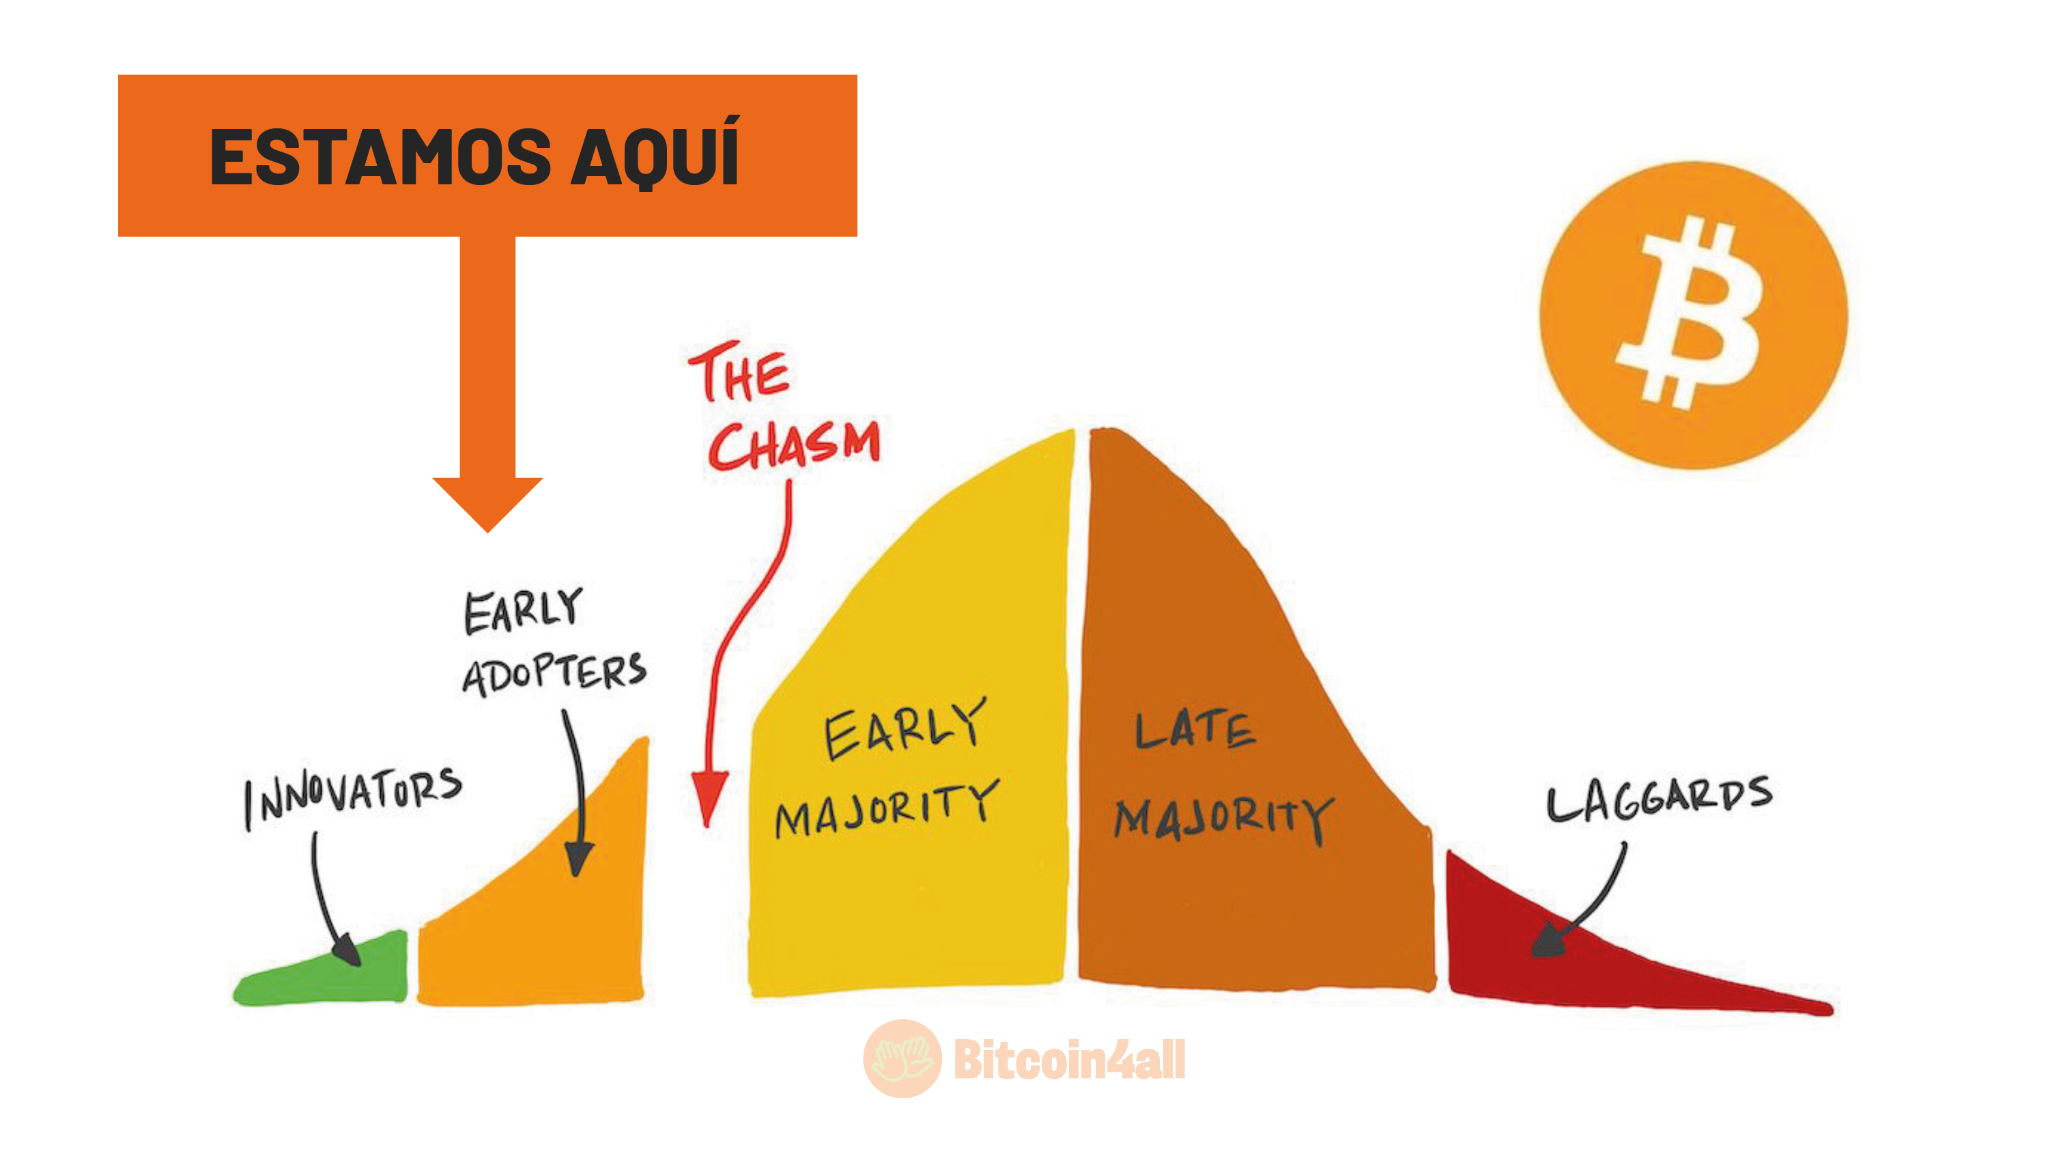 ESTAMOS AQUÍ
THE
CHASM
EARLY
ADOPTERS
INNOVATORS
EARLY
MAJORITY
LATE
MAJORITY
LAGGARDS
Bitcoin4all